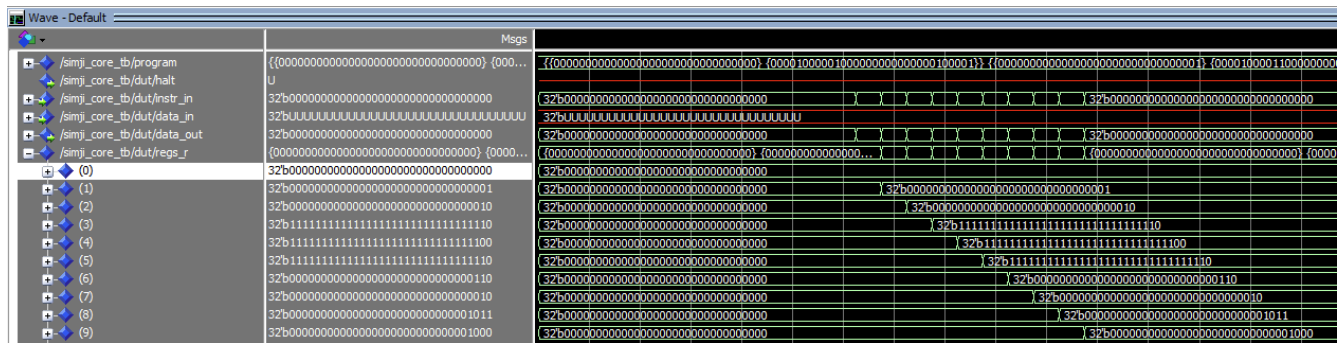 Wave - Default
Msgs
/simji_core_tb/program {{00000000000000000000000000000000} {000... {{00000000000000000000000000000000} {00001000001000000000000000100001}} {{00000000000000000000000000000001} {00001000011000000000
/simji_core_tb/dut/halt U
/simji_core_tb/dut/instr_in 32'b00000000000000000000000000000000 32'b00000000000000000000000000000000 32'b00000000000000000000000000000000
/simji_core_tb/dut/data_in 32'bUUUUUUUUUUUUUUUUUUUUUUUUUUUUUUUU 32'bUUUUUUUUUUUUUUUUUUUUUUUUUUUUUUUU
/simji_core_tb/dut/data_out 32'b00000000000000000000000000000000 32'b00000000000000000000000000000000 32'b00000000000000000000000000000000
/simji_core_tb/dut/regs_r {00000000000000000000000000000000} {0000... {00000000000000000000000000000000} {000000000000000... {00000000000000000000000000000000} {0000
(0) 32'b00000000000000000000000000000000 32'b00000000000000000000000000000000
(1) 32'b00000000000000000000000000000001 32'b00000000000000000000000000000000 32'b00000000000000000000000000000001
(2) 32'b00000000000000000000000000000010 32'b00000000000000000000000000000000 32'b00000000000000000000000000000010
(3) 32'b11111111111111111111111111111110 32'b00000000000000000000000000000000 32'b11111111111111111111111111111110
(4) 32'b11111111111111111111111111111100 32'b00000000000000000000000000000000 32'b11111111111111111111111111111100
(5) 32'b11111111111111111111111111111110 32'b00000000000000000000000000000000 32'b11111111111111111111111111111110
(6) 32'b00000000000000000000000000000110 32'b00000000000000000000000000000000 32'b00000000000000000000000000000110
(7) 32'b00000000000000000000000000000010 32'b00000000000000000000000000000000 32'b00000000000000000000000000000010
(8) 32'b00000000000000000000000000001011 32'b00000000000000000000000000000000 32'b00000000000000000000000000001011
(9) 32'b00000000000000000000000000001000 32'b00000000000000000000000000000000 32'b00000000000000000000000000001000